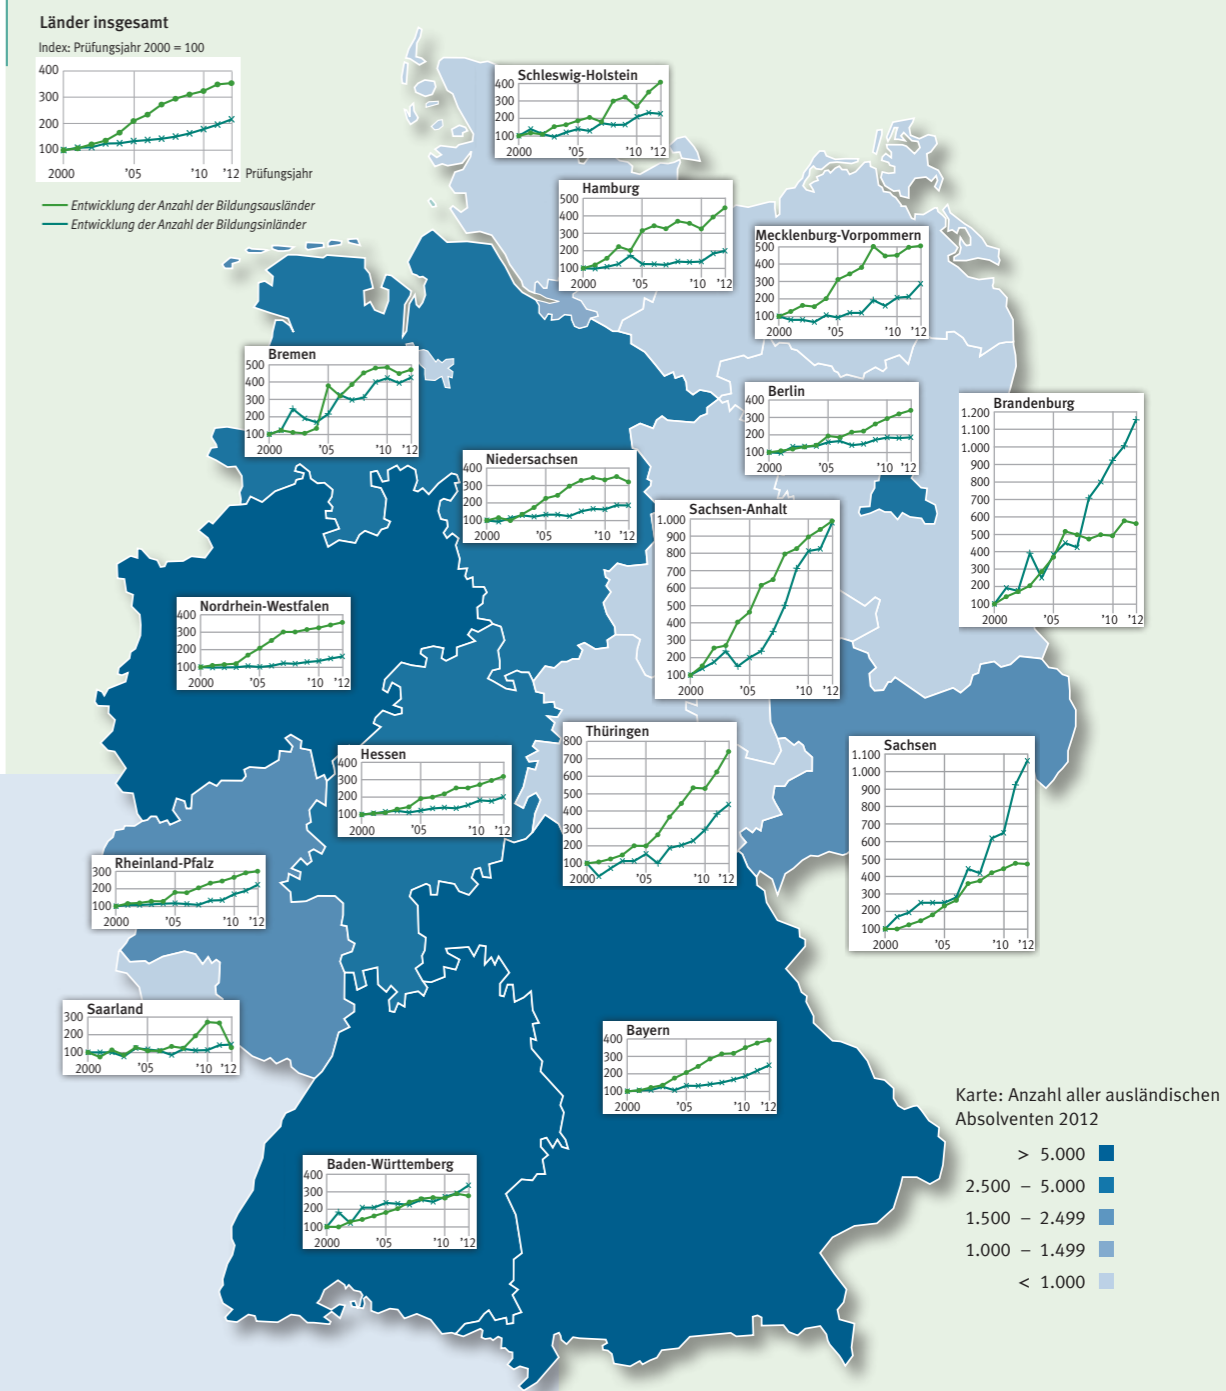 Länder insgesamt
Index: Prüfungsjahr 2000 = 100
400
300
200
100
2000 '05 '10 '12 Prüfungsjahr
Entwicklung der Anzahl der Bildungsausländer
Entwicklung der Anzahl der Bildungsinländer
Schleswig-Holstein
400
300
200
100
2000 '05 '10 '12
Hamburg
500
400
300
200
100
2000 '05 '10 '12
Mecklenburg-Vorpommern
500
400
300
200
100
2000 '05 '10 '12
Bremen
500
400
300
200
100
2000 '05 '10 '12
Berlin
400
300
200
100
2000 '05 '10 '12
Brandenburg
1.200
1.100
1.000
900
800
700
600
500
400
300
200
100
2000 '05 '10 '12
Niedersachsen
400
300
200
100
2000 '05 '10 '12
Sachsen-Anhalt
1.000
900
800
700
600
500
400
300
200
100
2000 '05 '10 '12
Nordrhein-Westfalen
400
300
200
100
2000 '05 '10 '12
Thüringen
800
700
600
500
400
300
200
100
2000 '05 '10 '12
Sachsen
1.100
1.000
900
800
700
600
500
400
300
200
100
2000 '05 '10 '12
Hessen
400
300
200
100
2000 '05 '10 '12
Rheinland-Pfalz
300
200
100
2000 '05 '10 '12
Saarland
300
200
100
2000 '05 '10 '12
Bayern
400
300
200
100
2000 '05 '10 '12
Baden-Württemberg
400
300
200
100
2000 '05 '10 '12
Karte: Anzahl aller ausländischen
Absolventen 2012
> 5.000
2.500 – 5.000
1.500 – 2.499
1.000 – 1.499
< 1.000